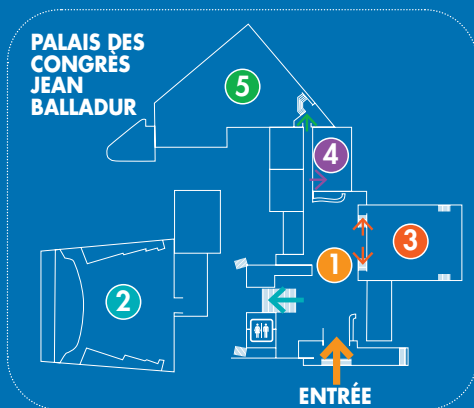 PALAIS DES
CONGRÈS
JEAN
BALLADUR
5
4
3
1
2
ENTRÉE